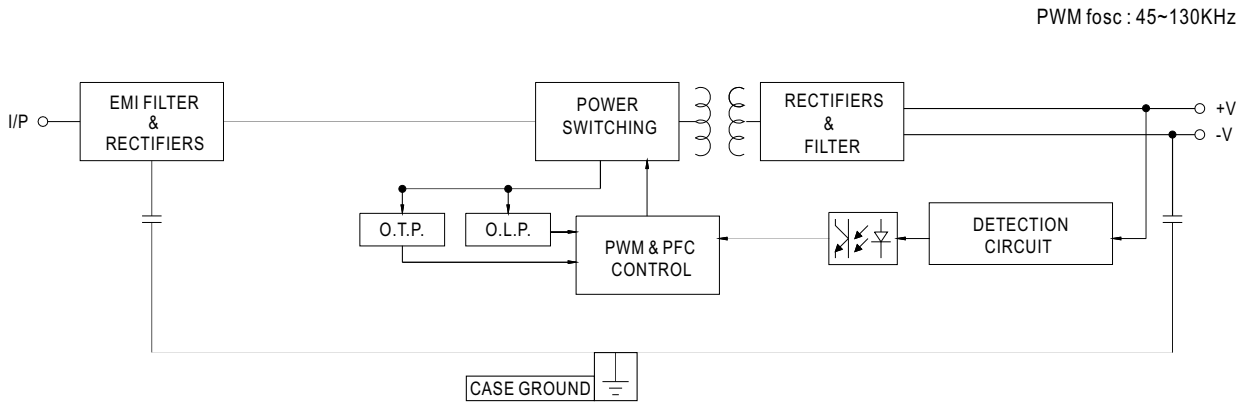 PWM fosc : 45~130KHz
I/P
EMI FILTER
&
RECTIFIERS
POWER
SWITCHING
RECTIFIERS
&
FILTER
+V
-V
O.T.P.
O.L.P.
PWM & PFC
CONTROL
DETECTION
CIRCUIT
CASE GROUND